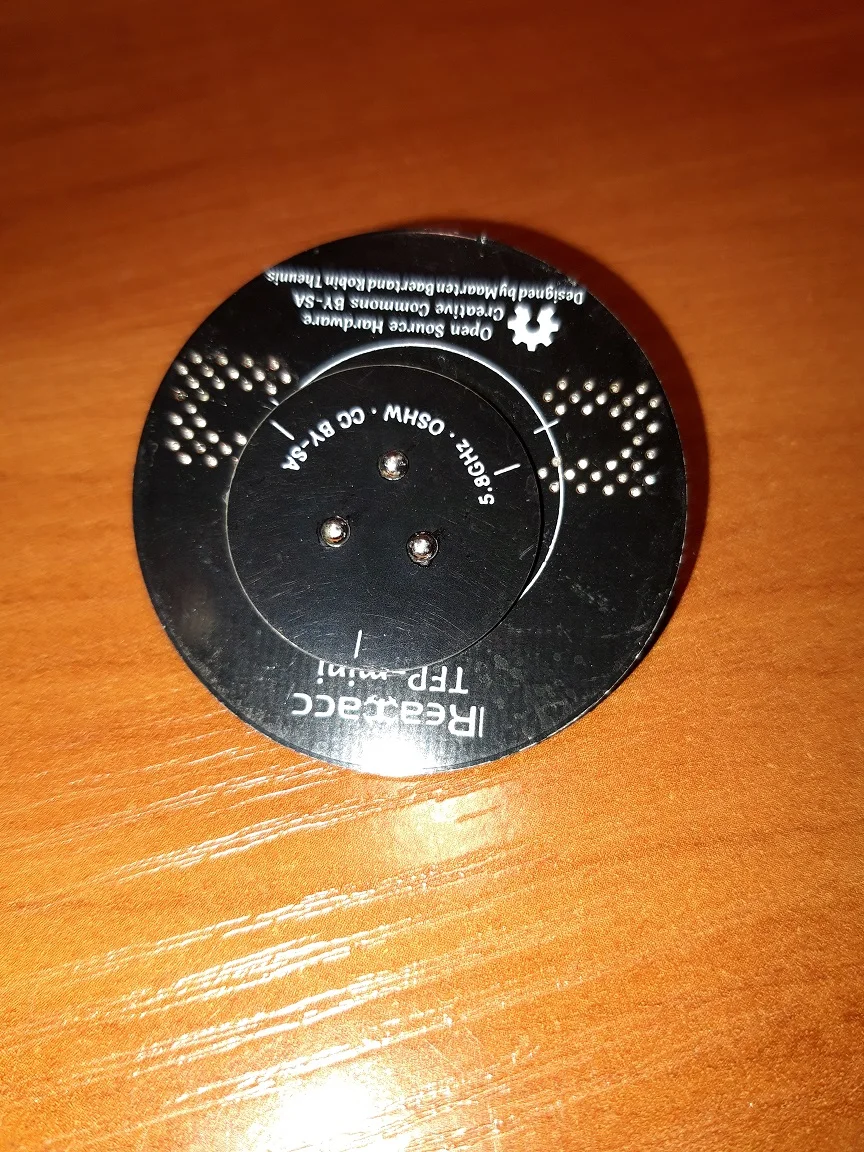 Realacc
TFP-mini
5.8GHz · OSHW · CC BY-SA
Open Source Hardware
Creative Commons BY-SA
Designed by Maarten Baert and Robin Theunis